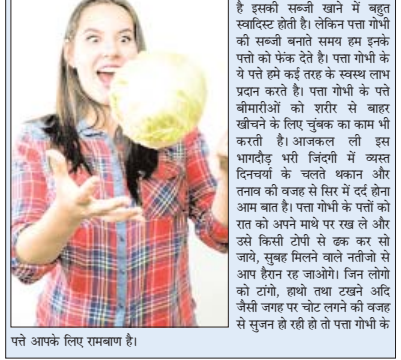 है इसकी सब्जी खाने में बहुत
स्वादिस्ट होती है। लेकिन पत्ता गोभी
की सब्जी बनाते समय हम इनके
पत्तो को फेंक देते है। पत्ता गोभी के
ये पत्ते हमे कई तरह के स्वस्थ लाभ
प्रदान करते है। पत्ता गोभी के पत्ते
बीमारीओं को शरीर से बाहर
खीचने के लिए चुंबक का काम भी
करती है। आजकल ली इस
भागदौड़ भरी जिंदगी में व्यस्त
दिनचर्या के चलते थकान और
तनाव की वजह से सिर में दर्द होना
आम बात है। पत्ता गोभी के पत्तों को
रात को अपने माथे पर रख ले और
उसे किसी टोपी से ढक कर सो
जाये, सुबह मिलने वाले नतीजो से
आप हैरान रह जाओगे। जिन लोगो
को टांगो, हाथो तथा टखने अदि
जैसी जगह पर चोट लगने की वजह
से सुजन हो रही हो तो पत्ता गोभी के
पत्ते आपके लिए रामबाण है।